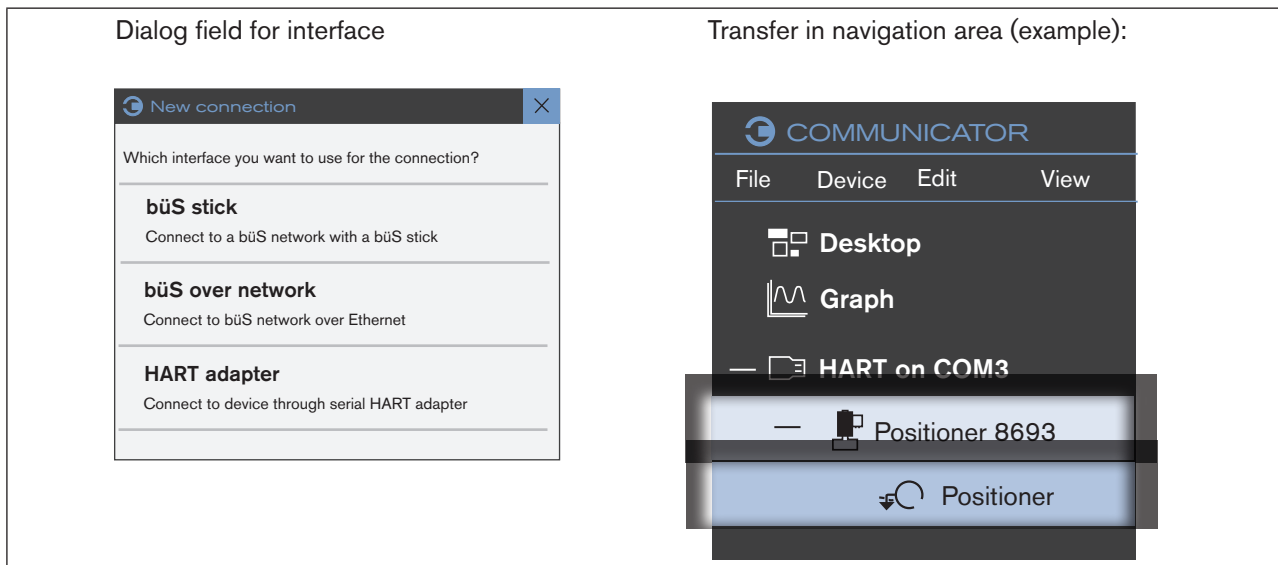 Dialog field for interface
Transfer in navigation area (example):
New connection
Which interface you want to use for the connection?
büS stick
Connect to a büS network with a büS stick
büS over network
Connect to büS network over Ethernet
HART adapter
Connect to device through serial HART adapter
COMMUNICATOR
File Device Edit View
Desktop
Graph
HART on COM3
Positioner 8693
Positioner